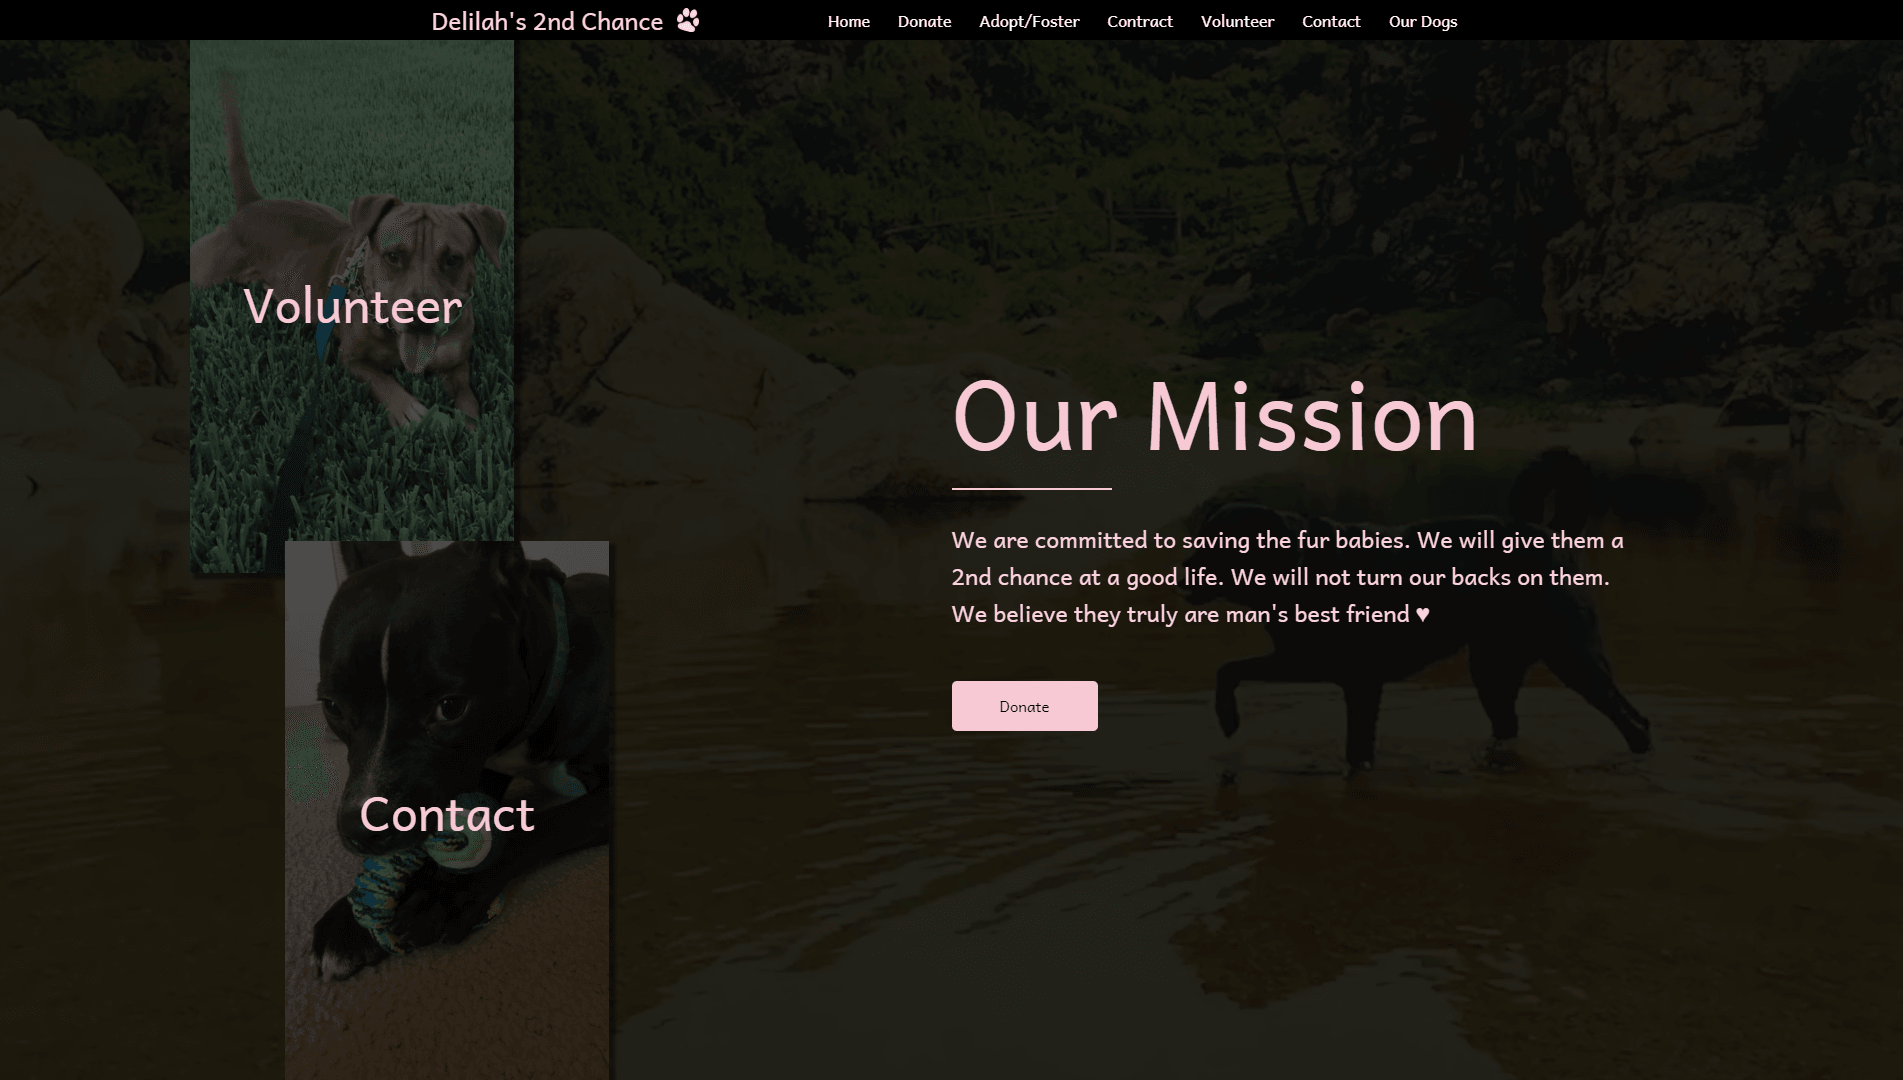 Delilah's 2nd Chance
Home Donate Adopt/Foster Contract Volunteer Contact Our Dogs
Volunteer
Our Mission
We are committed to saving the fur babies. We will give them a
2nd chance at a good life. We will not turn our backs on them.
We believe they truly are man's best friend ♥
Donate
Contact